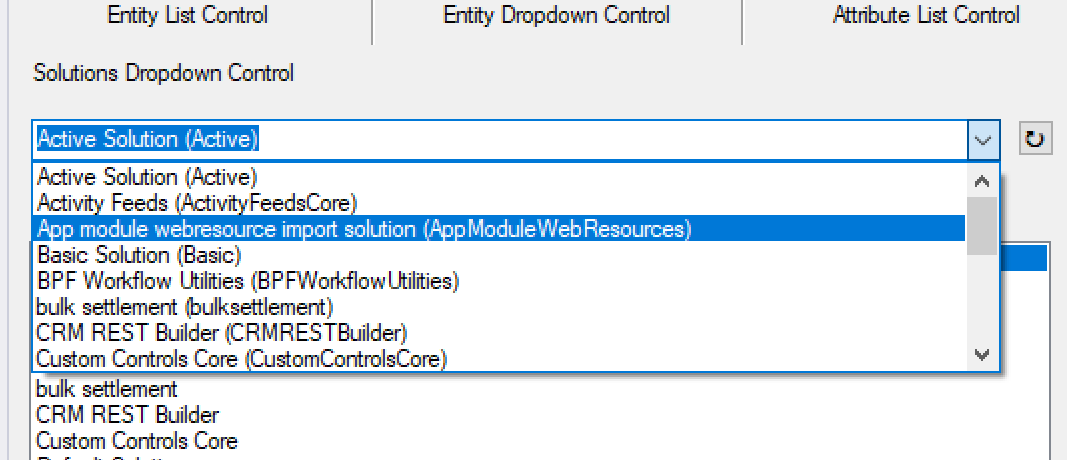 Entity List Control Entity Dropdown Control Attribute List Control
Solutions Dropdown Control
Active Solution (Active)
Active Solution (Active)
Activity Feeds (ActivityFeedsCore)
App module webresource import solution (AppModuleWebResources)
Basic Solution (Basic)
BPF Workflow Utilities (BPFWorkflowUtilities)
bulk settlement (bulksettlement)
CRM REST Builder (CRMRESTBuilder)
Custom Controls Core (CustomControlsCore)
bulk settlement
CRM REST Builder
Custom Controls Core